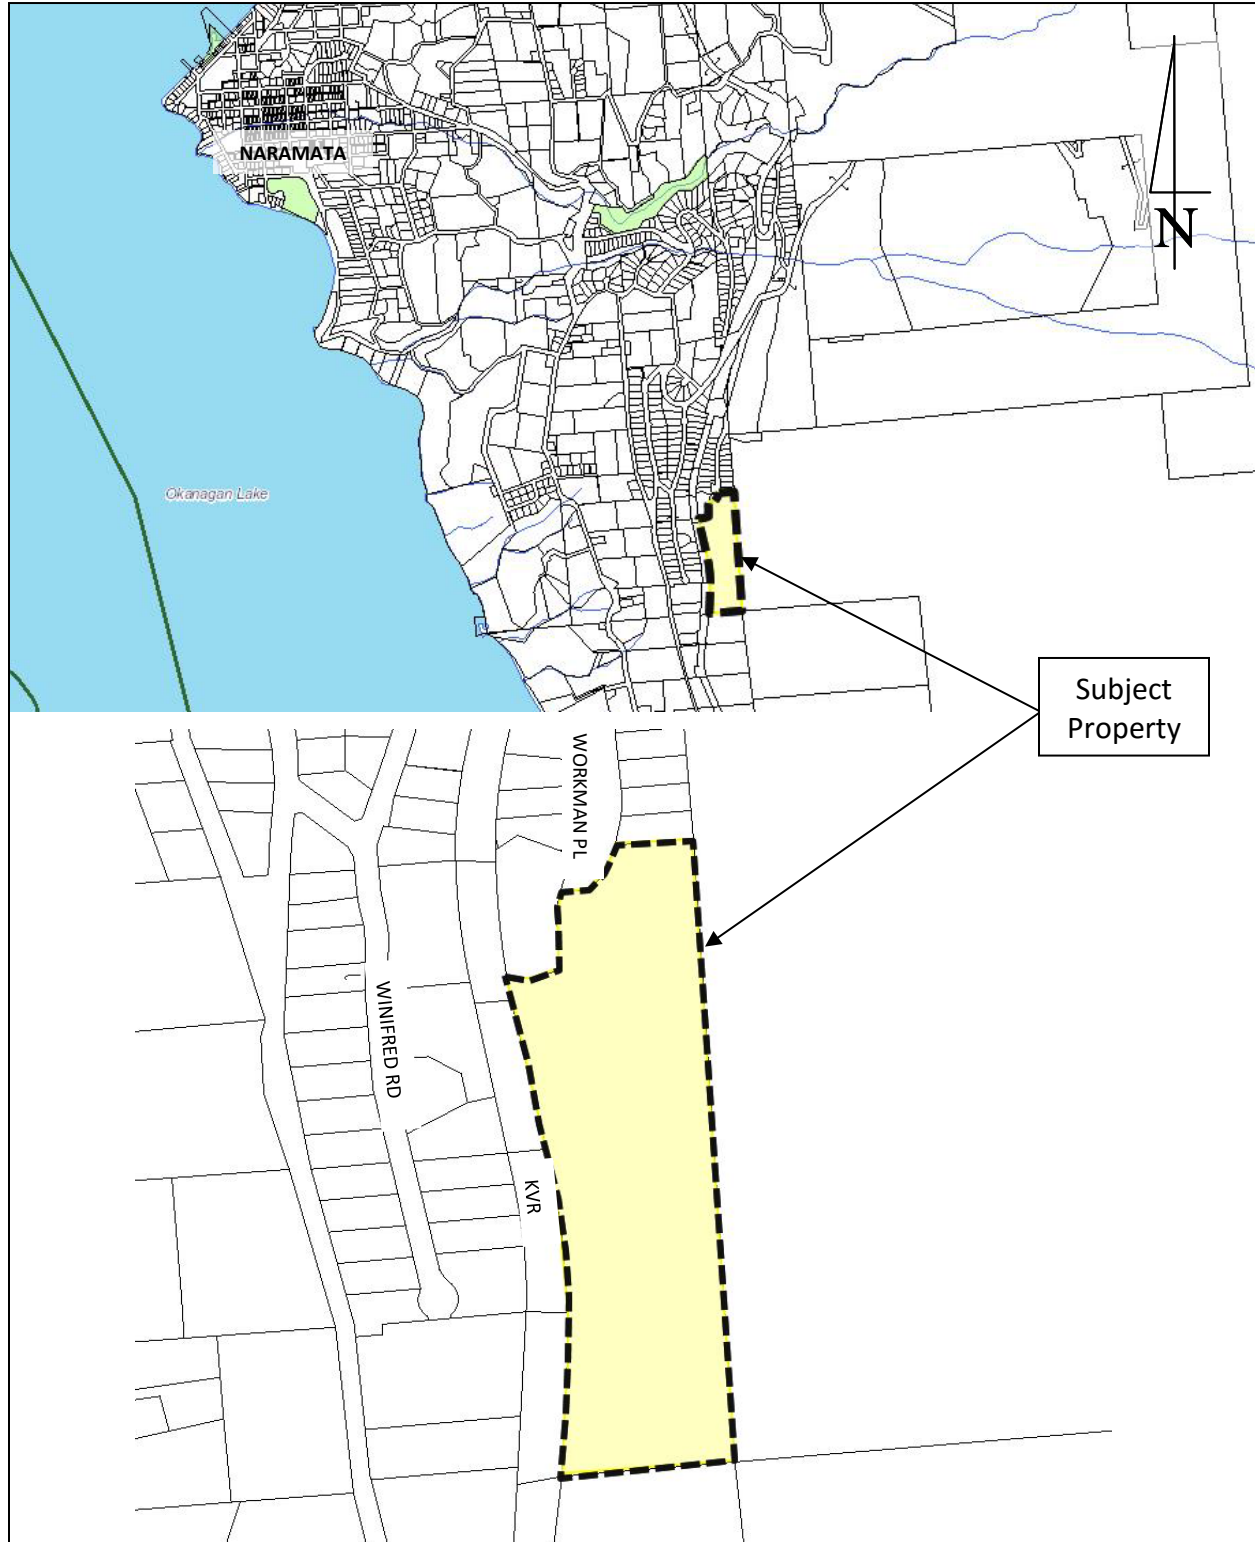 NARAMATA
N
Okanagan Lake
Subject
Property
WORKMAN PL
WINIFRED RD
KVR